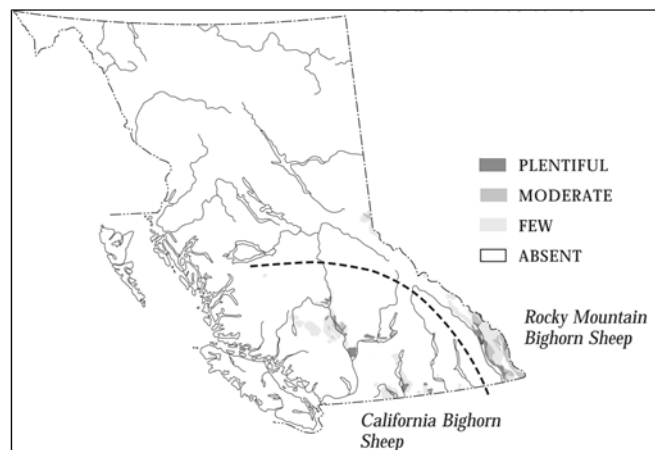 PLENTIFUL
MODERATE
FEW
ABSENT
Rocky Mountain
Bighorn Sheep
California Bighorn
Sheep